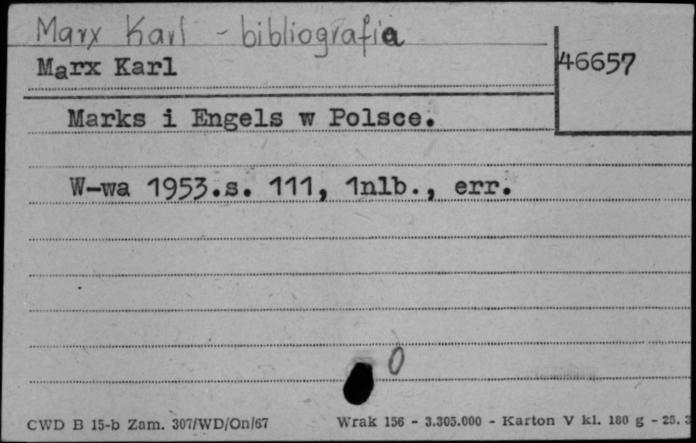 Marx Karl - bibliografia
46657
Marx Karl
Marks i Engels w Polsce.
W-wa 1953.s. 111, 1nlb., err.
0
CWD B 15-b Zam. 307/WD/On/67 Wrak 156 - 3.305.000 - Karton V kl. 180 g - 25.